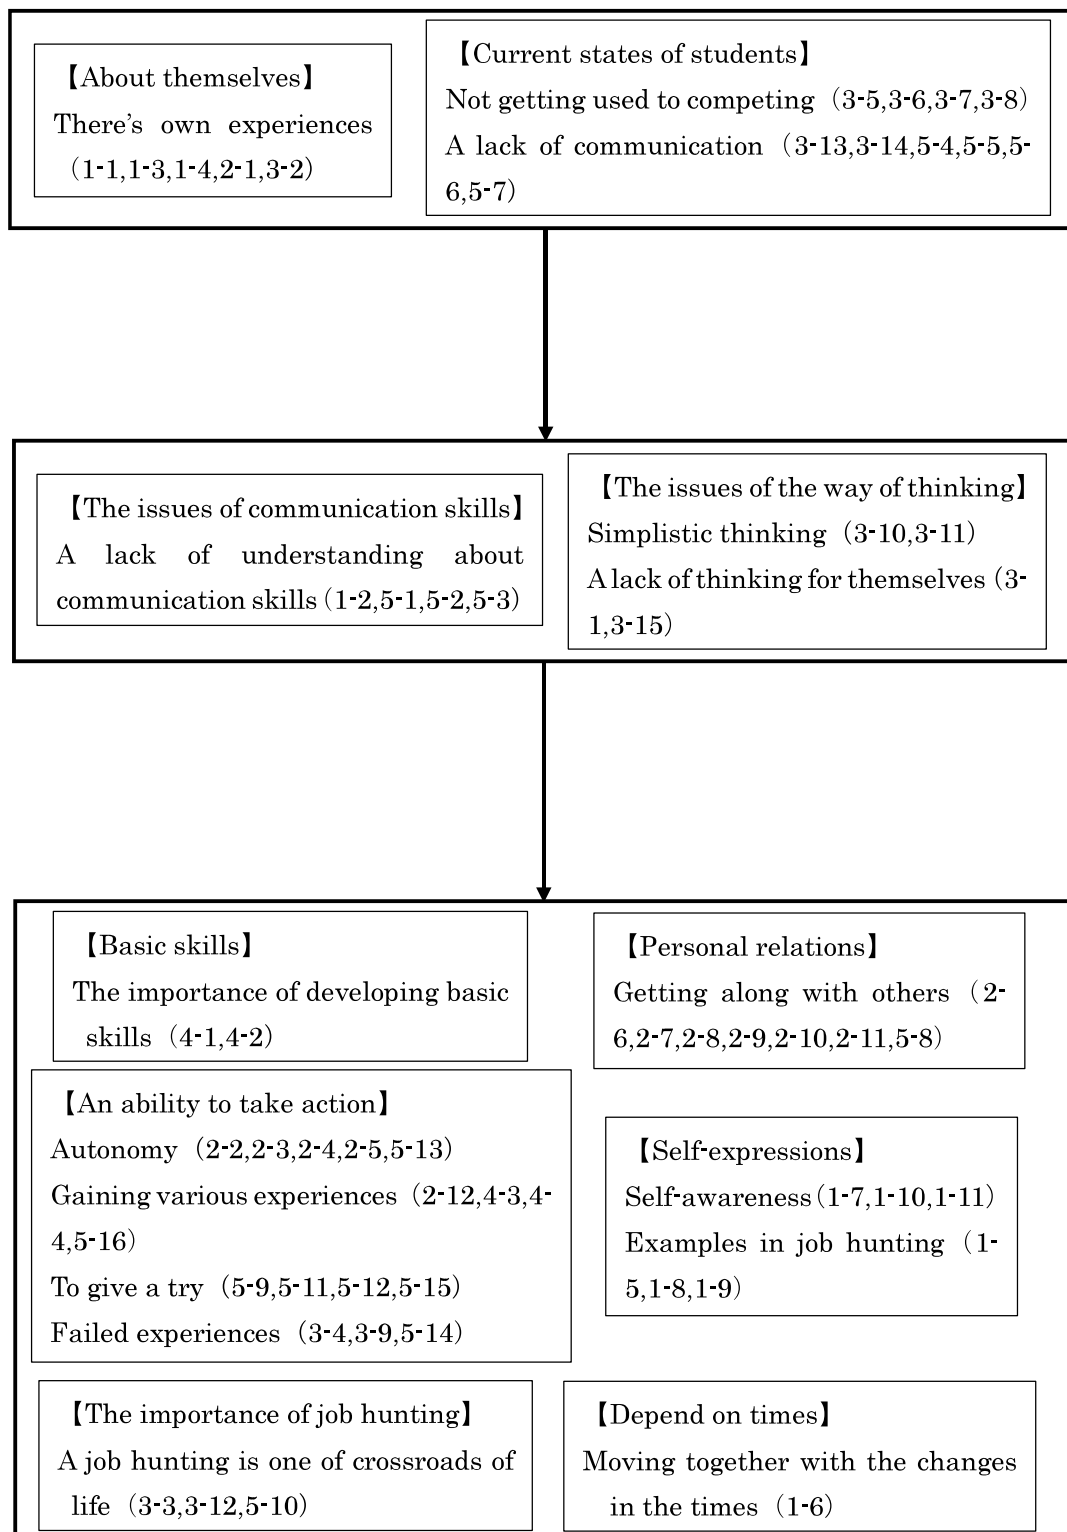 【About themselves】
There's own experiences
(1-1,1-3,1-4,2-1,3-2)
【Current states of students】
Not getting used to competing (3-5,3-6,3-7,3-8)
A lack of communication (3-13,3-14,5-4,5-5,5-
6,5-7)
【The issues of communication skills】
A lack of understanding about
communication skills (1-2,5-1,5-2,5-3)
【The issues of the way of thinking】
Simplistic thinking (3-10,3-11)
A lack of thinking for themselves (3-
1,3-15)
【Basic skills】
The importance of developing basic
skills (4-1,4-2)
【Personal relations】
Getting along with others (2-
6,2-7,2-8,2-9,2-10,2-11,5-8)
【An ability to take action】
Autonomy (2-2,2-3,2-4,2-5,5-13)
Gaining various experiences (2-12,4-3,4-
4,5-16)
To give a try (5-9,5-11,5-12,5-15)
Failed experiences (3-4,3-9,5-14)
【Self-expressions】
Self-awareness (1-7,1-10,1-11)
Examples in job hunting (1-
5,1-8,1-9)
【The importance of job hunting】
A job hunting is one of crossroads of
life (3-3,3-12,5-10)
【Depend on times】
Moving together with the changes
in the times (1-6)